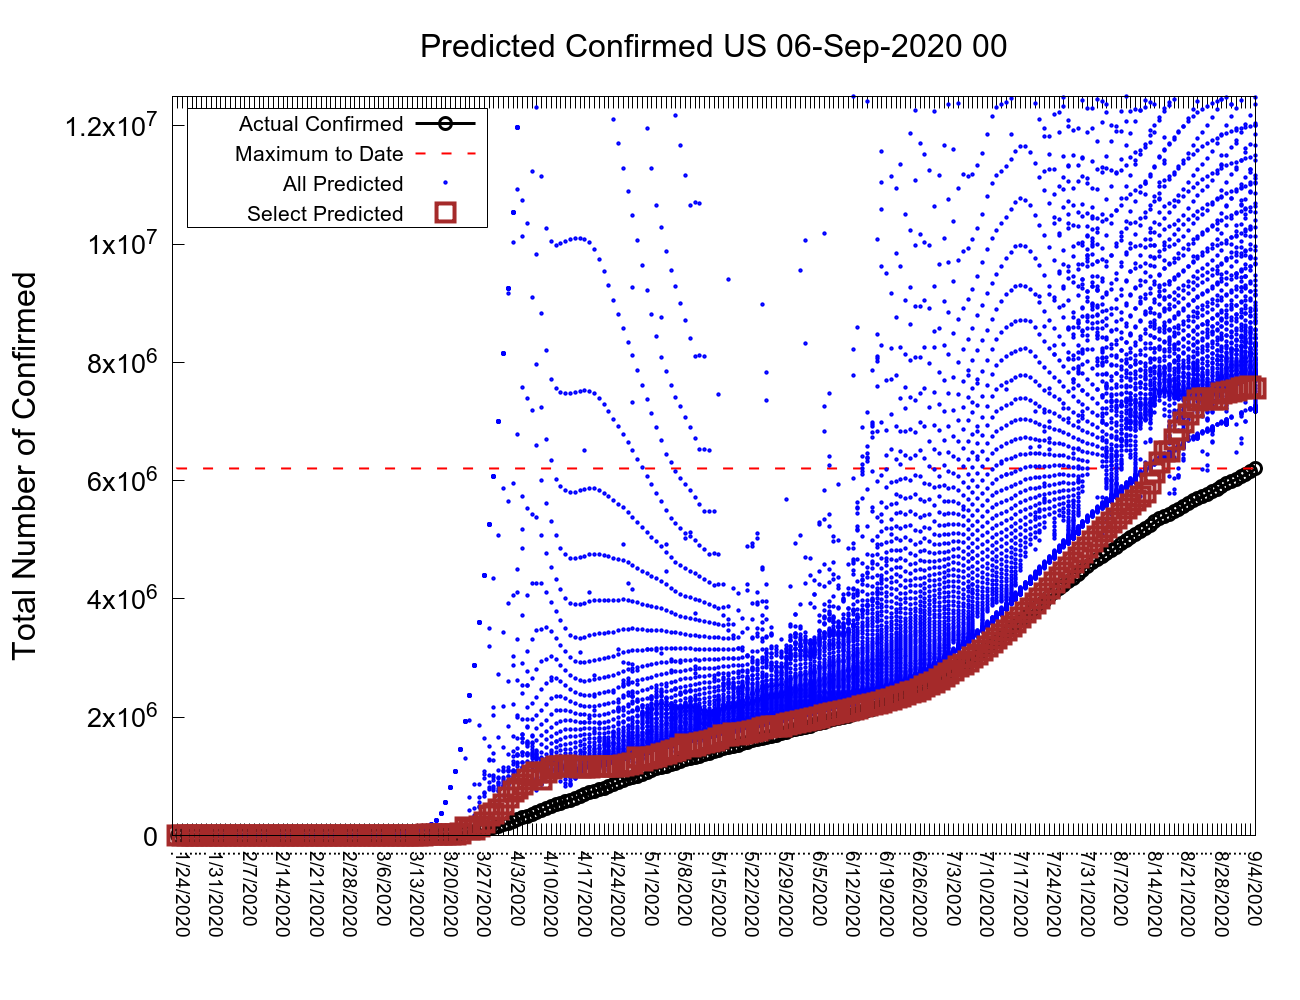 Predicted Confirmed US 06-Sep-2020 00
Total Number of Confirmed
Actual Confirmed
Maximum to Date
All Predicted
Select Predicted
1.2x10⁷
1x10⁷
8x10⁶
6x10⁶
4x10⁶
2x10⁶
0
1/24/2020
1/31/2020
2/7/2020
2/14/2020
2/21/2020
2/28/2020
3/6/2020
3/13/2020
3/20/2020
3/27/2020
4/3/2020
4/10/2020
4/17/2020
4/24/2020
5/1/2020
5/8/2020
5/15/2020
5/22/2020
5/29/2020
6/5/2020
6/12/2020
6/19/2020
6/26/2020
7/3/2020
7/10/2020
7/17/2020
7/24/2020
7/31/2020
8/7/2020
8/14/2020
8/21/2020
8/28/2020
9/4/2020